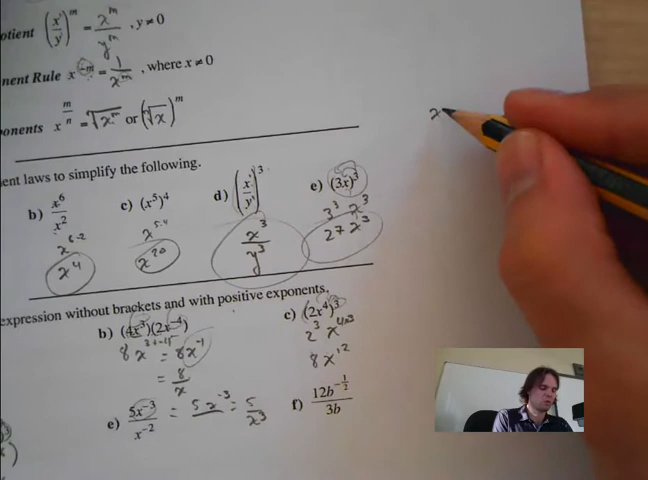 otient (x/y)^m = x^m/y^m , y ≠ 0
nent Rule x^-m = 1/x^m , where x ≠ 0
onents x^(m/n) = ⁿ√x^m or (ⁿ√x)^m
ent laws to simplify the following.
b) x^6/x^2
x^6-2
x^4
c) (x^5)^4
x^5·4
x^20
d) (x/y)^3
x^3/y^3
e) (3x)^3
3^3 x^3
27x^3
expression without brackets and with positive exponents.
b) (4x^3)(2x^-4)
8x^3+-4 = 8x^-1
= 8/x
c) (2x^4)^3
2^3 x^4·3
8x^12
e) 5x^-3/x^-2 = 5x^-3 = 5/x^3
f) 12b^-1/2/3b
x